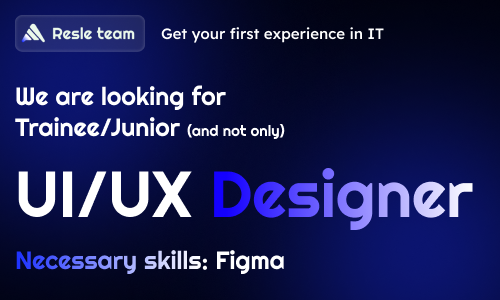 Resle team
Get your first experience in IT
We are looking for
Trainee/Junior (and not only)
UI/UX Designer
Necessary skills: Figma